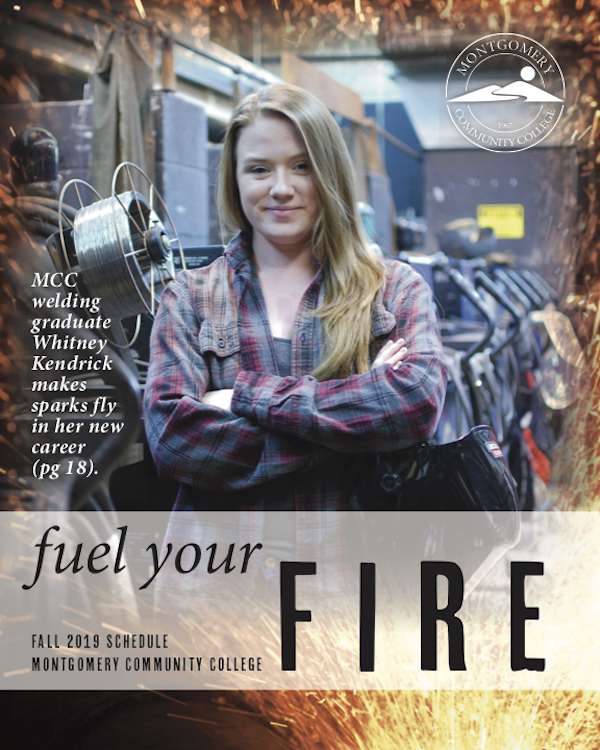 MONTGOMERY
1967
COMMUNITY COLLEGE
MCC
welding
graduate
Whitney
Kendrick
makes
sparks fly
in her new
career
(pg 18).
fuel your
FIRE
FALL 2019 SCHEDULE
MONTGOMERY COMMUNITY COLLEGE